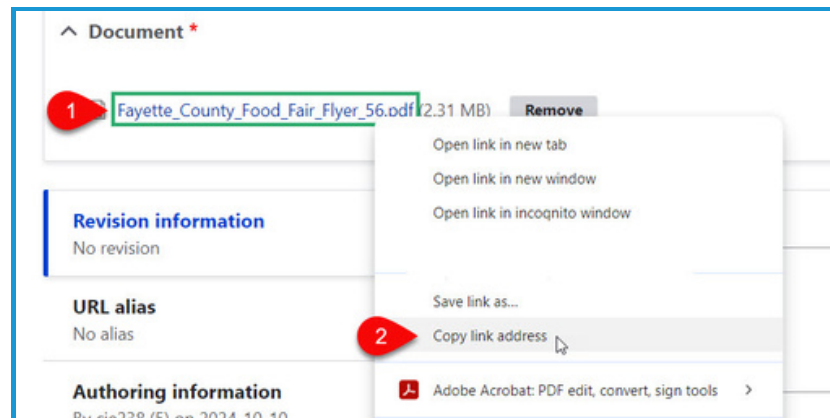 Document *
1
Fayette_County_Food_Fair_Flyer_56.pdf (2.31 MB) Remove
Open link in new tab
Open link in new window
Open link in incognito window
Revision information
No revision
Save link as...
URL alias
No alias
2
Copy link address
Adobe Acrobat: PDF edit, convert, sign tools
Authoring information